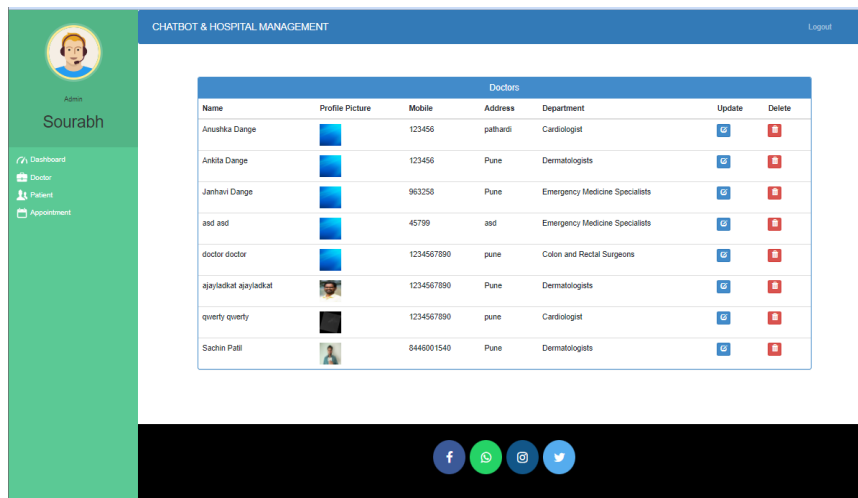 CHATBOT & HOSPITAL MANAGEMENT Logout
Admin
Sourabh
Dashboard
Doctor
Patient
Appointment
Doctors
Name Profile Picture Mobile Address Department Update Delete
Anushka Dange 123456 pathardi Cardiologist
Ankita Dange 123456 Pune Dermatologists
Janhavi Dange 963258 Pune Emergency Medicine Specialists
asd asd 45799 asd Emergency Medicine Specialists
doctor doctor 1234567890 pune Colon and Rectal Surgeons
ajayladkat ajayladkat 1234567890 Pune Dermatologists
qwerty qwerty 1234567890 pune Cardiologist
Sachin Patil 8446001540 Pune Dermatologists